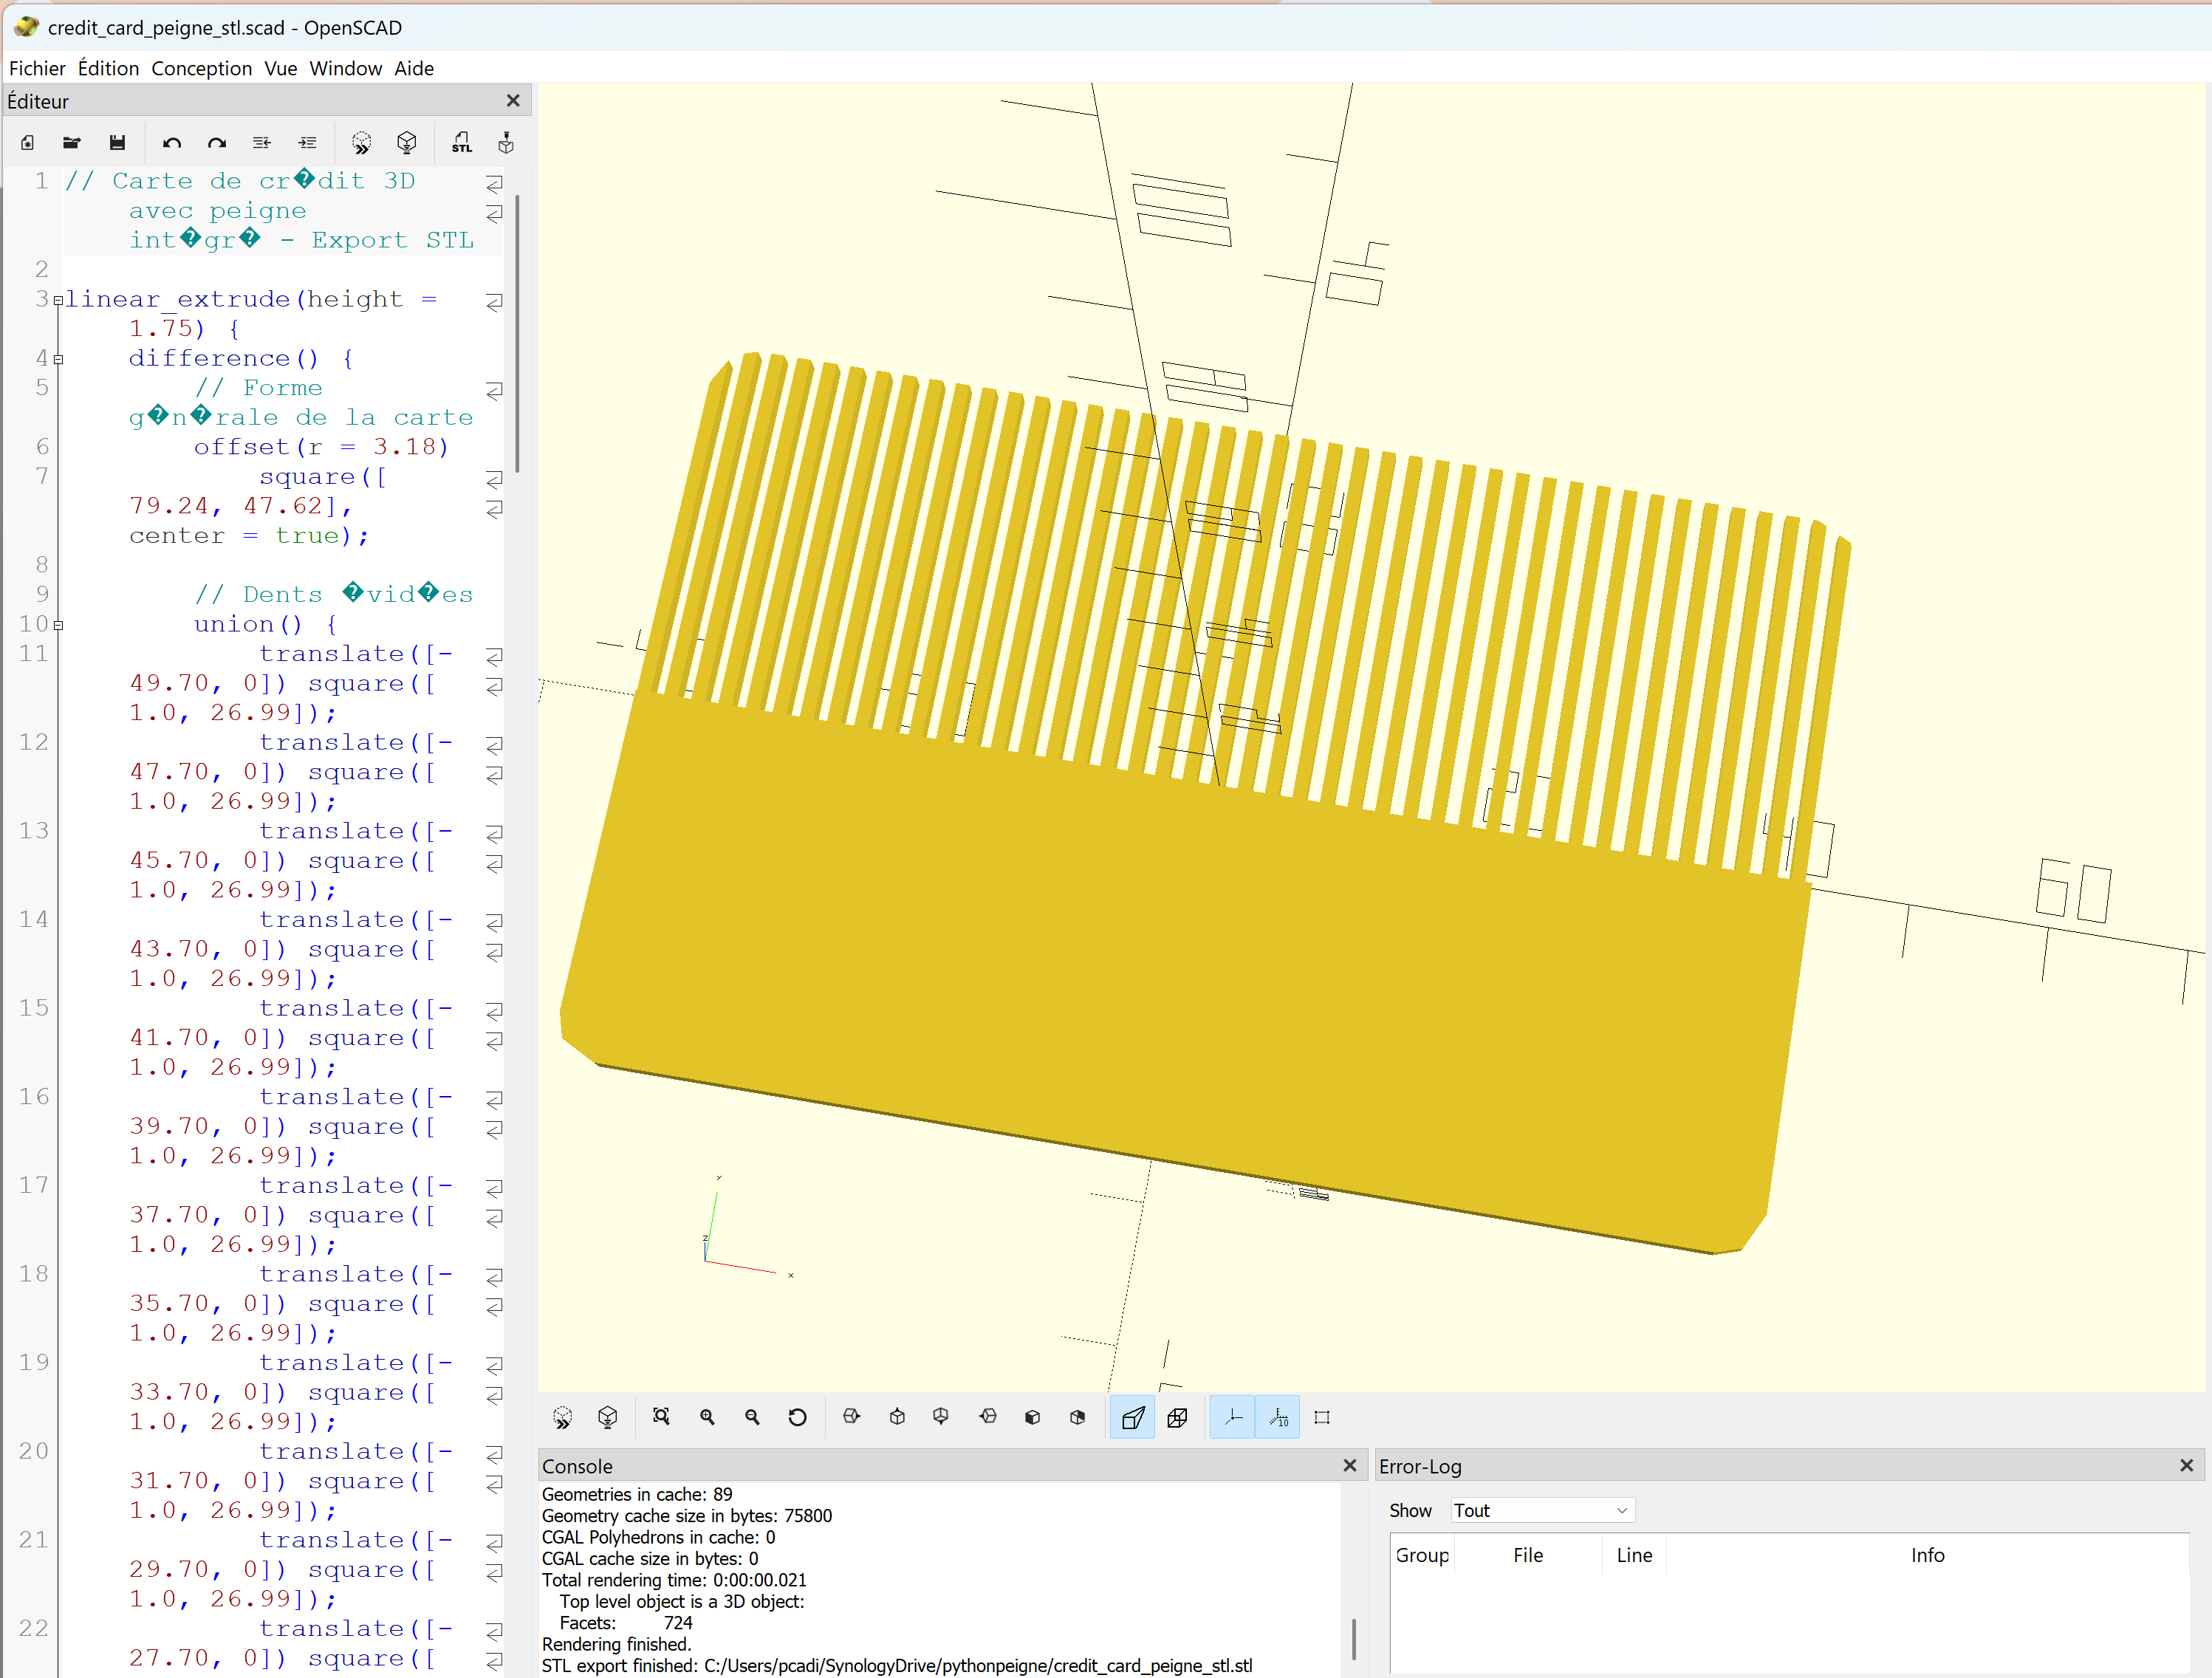 credit_card_peigne_stl.scad - OpenSCAD
Fichier Édition Conception Vue Window Aide
Éditeur
STL
1 // Carte de cr�dit 3D
avec peigne
int�gr� - Export STL
2
3 linear_extrude(height =
1.75) {
4 difference() {
5 // Forme
g�n�rale de la carte
6 offset(r = 3.18)
7 square([
79.24, 47.62],
center = true);
8
9 // Dents �vid�es
10 union() {
11 translate([-
49.70, 0]) square([
1.0, 26.99]);
12 translate([-
47.70, 0]) square([
1.0, 26.99]);
13 translate([-
45.70, 0]) square([
1.0, 26.99]);
14 translate([-
43.70, 0]) square([
1.0, 26.99]);
15 translate([-
41.70, 0]) square([
1.0, 26.99]);
16 translate([-
39.70, 0]) square([
1.0, 26.99]);
17 translate([-
37.70, 0]) square([
1.0, 26.99]);
18 translate([-
35.70, 0]) square([
1.0, 26.99]);
19 translate([-
33.70, 0]) square([
1.0, 26.99]);
20 translate([-
31.70, 0]) square([
1.0, 26.99]);
21 translate([-
29.70, 0]) square([
1.0, 26.99]);
22 translate([-
27.70, 0]) square([
60
y
z
x
10
Console
Geometries in cache: 89
Geometry cache size in bytes: 75800
CGAL Polyhedrons in cache: 0
CGAL cache size in bytes: 0
Total rendering time: 0:00:00.021
Top level object is a 3D object:
Facets: 724
Rendering finished.
STL export finished: C:/Users/pcadi/SynologyDrive/pythonpeigne/credit_card_peigne_stl.stl
Error-Log
Show Tout
Group File Line Info